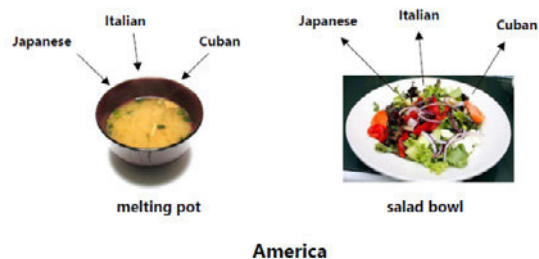 Italian
Japanese
Cuban
melting pot
Japanese
Italian
Cuban
salad bowl
America